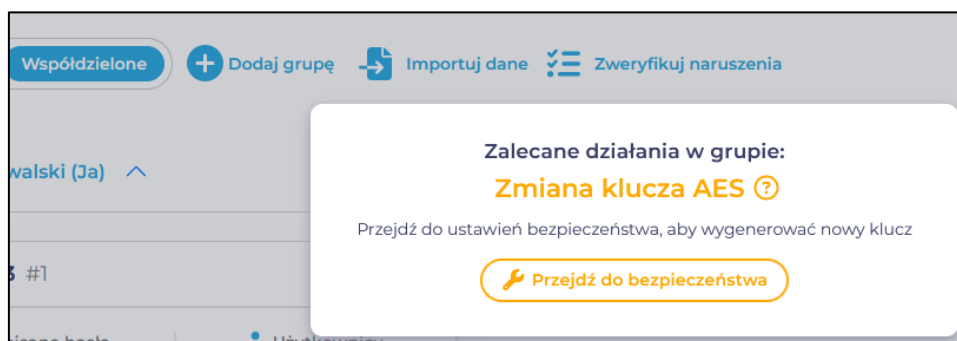 Współdzielone Dodaj grupę Importuj dane Zweryfikuj naruszenia
(Ja)
Zalecane działania w grupie:
Zmiana klucza AES ?
Przejdź do ustawień bezpieczeństwa, aby wygenerować nowy klucz
#1
Przejdź do bezpieczeństwa